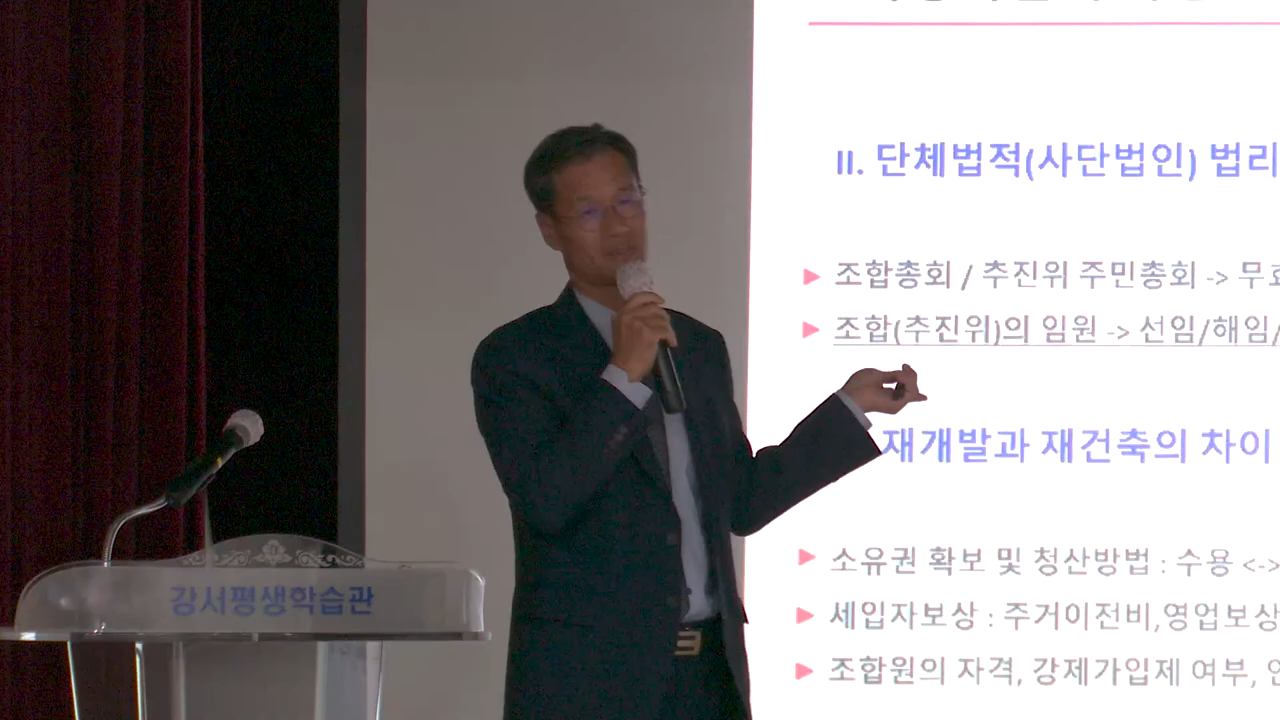 II. 단체법적(사단법인) 법리
조합총회 / 추진위 주민총회 ->
조합(추진위)의 임원 -> 선임/해임/
재개발과 재건축의 차이
소유권 확보 및 청산방법 : 수용 <->
세입자보상 : 주거이전비,영업보상
조합원의 자격, 강제가입제 여부,
강서평생학습관